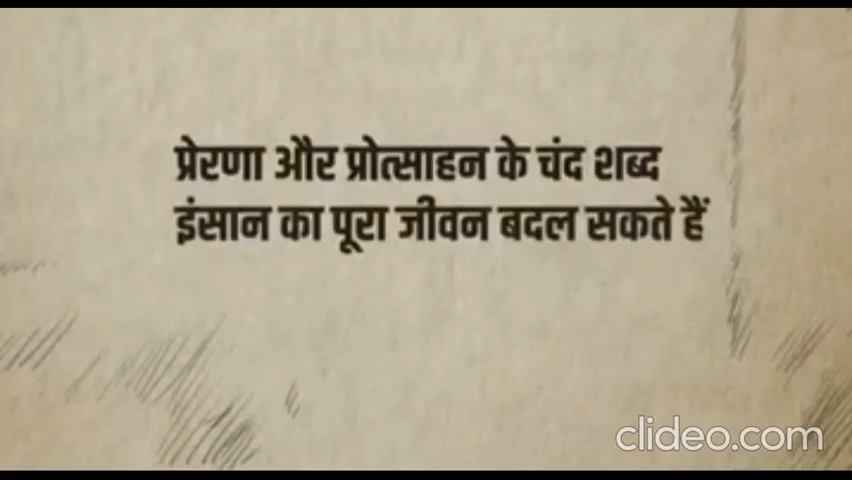 प्रेरणा और प्रोत्साहन के चंद शब्द
इंसान का पूरा जीवन बदल सकते हैं
clideo.com